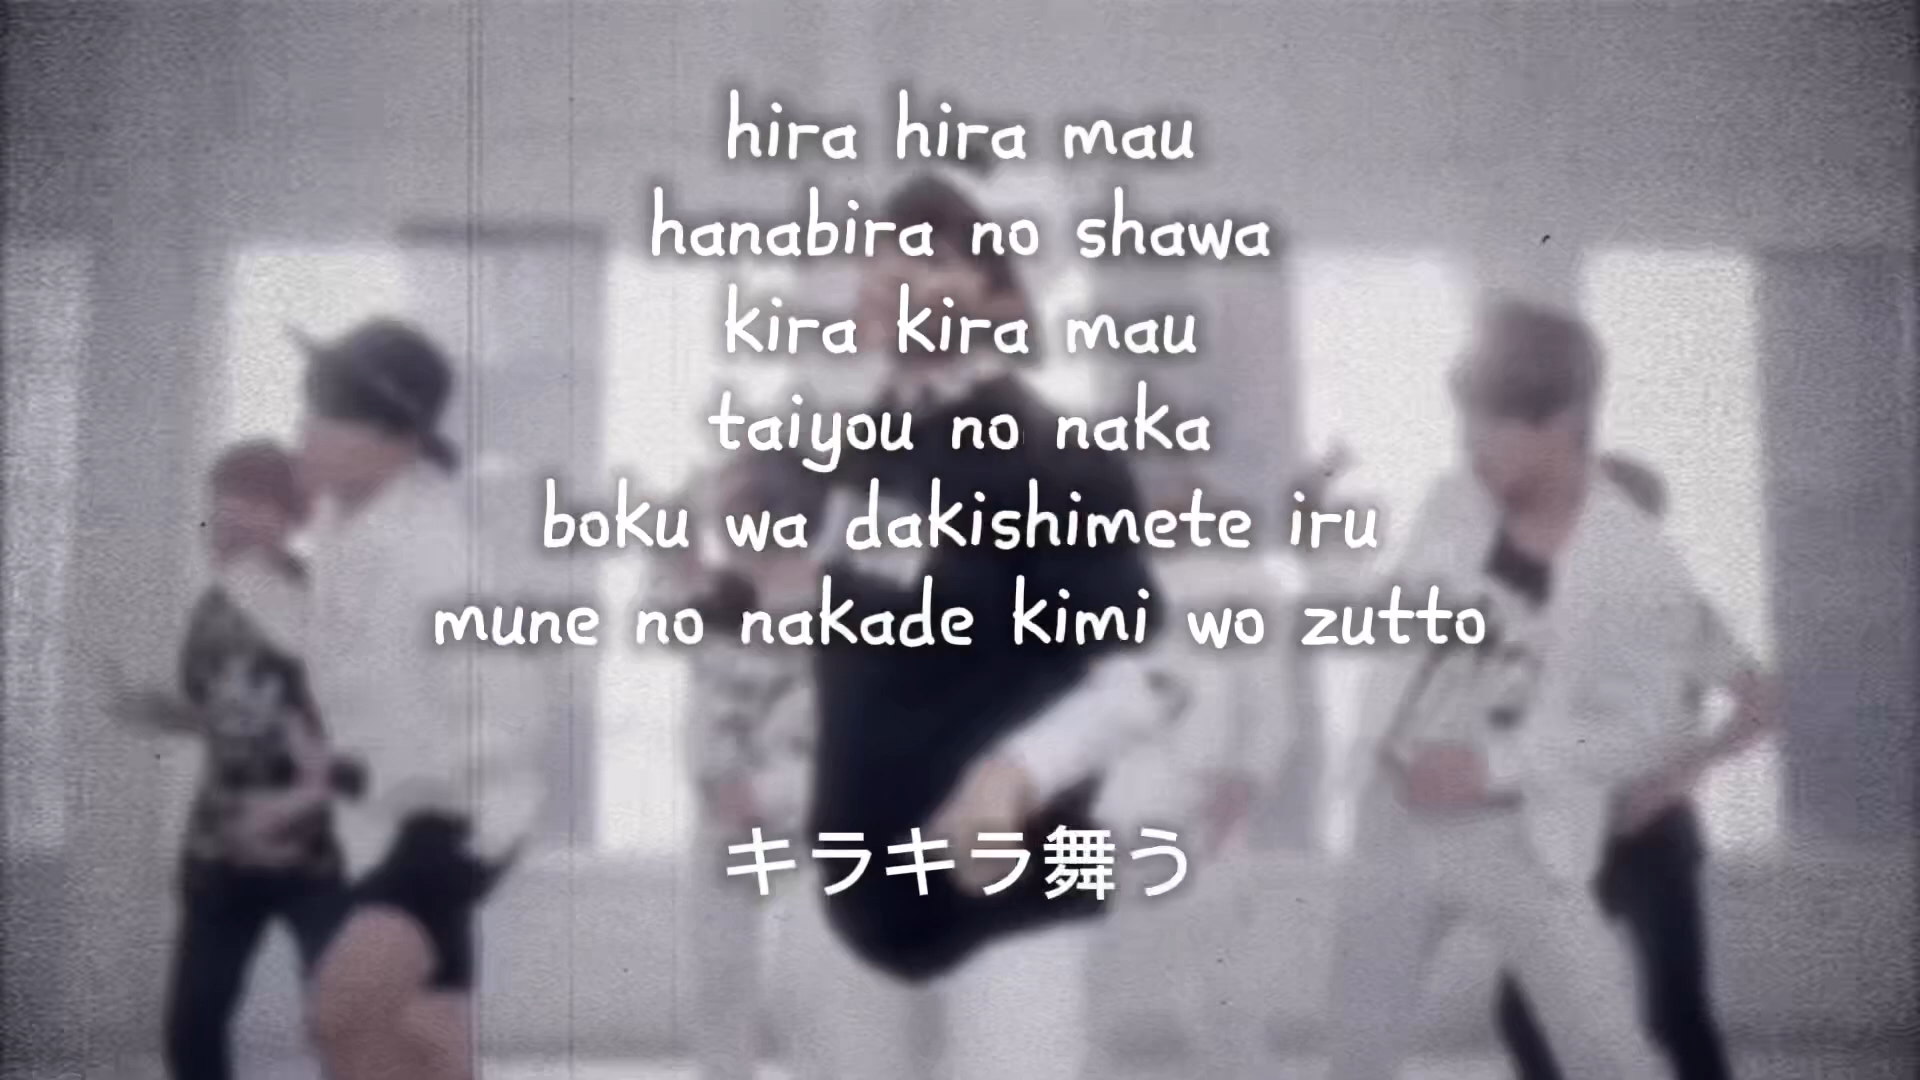 hira hira mau
hanabira no shawa
kira kira mau
taiyou no naka
boku wa dakishimete iru
mune no nakade kimi wo zutto
キラキラ舞う